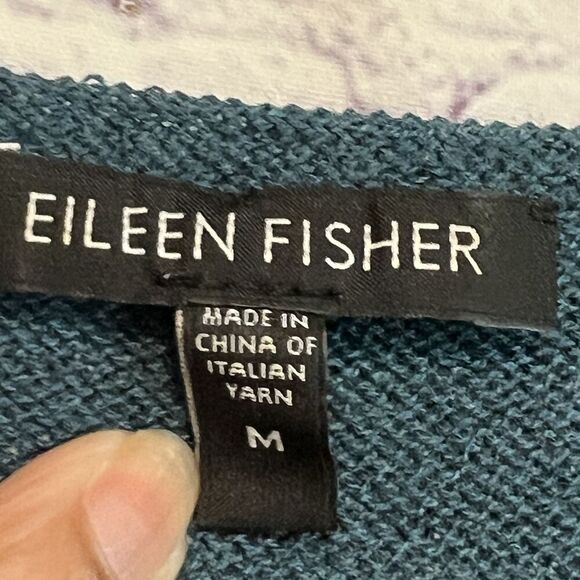 EILEEN FISHER
MADE IN
CHINA OF
ITALIAN
YARN
M